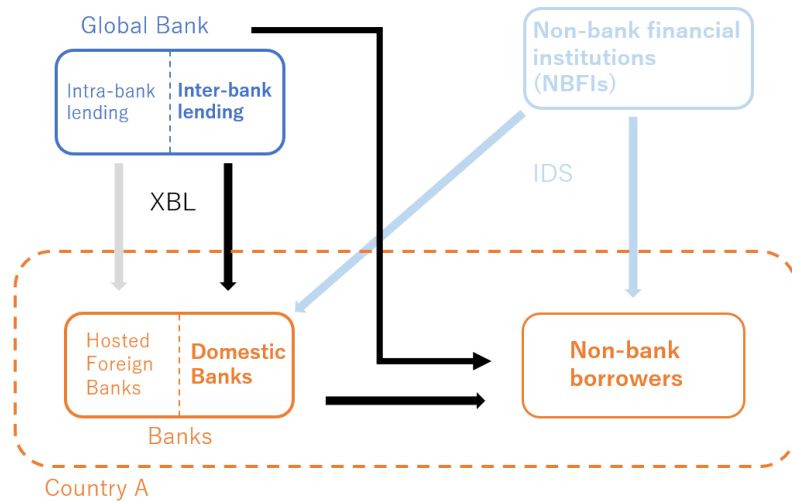 Global Bank
Non-bank financial
institutions
(NBFIs)
Intra-bank
lending
Inter-bank
lending
IDS
XBL
Hosted
Foreign
Banks
Domestic
Banks
Non-bank
borrowers
Banks
Country A